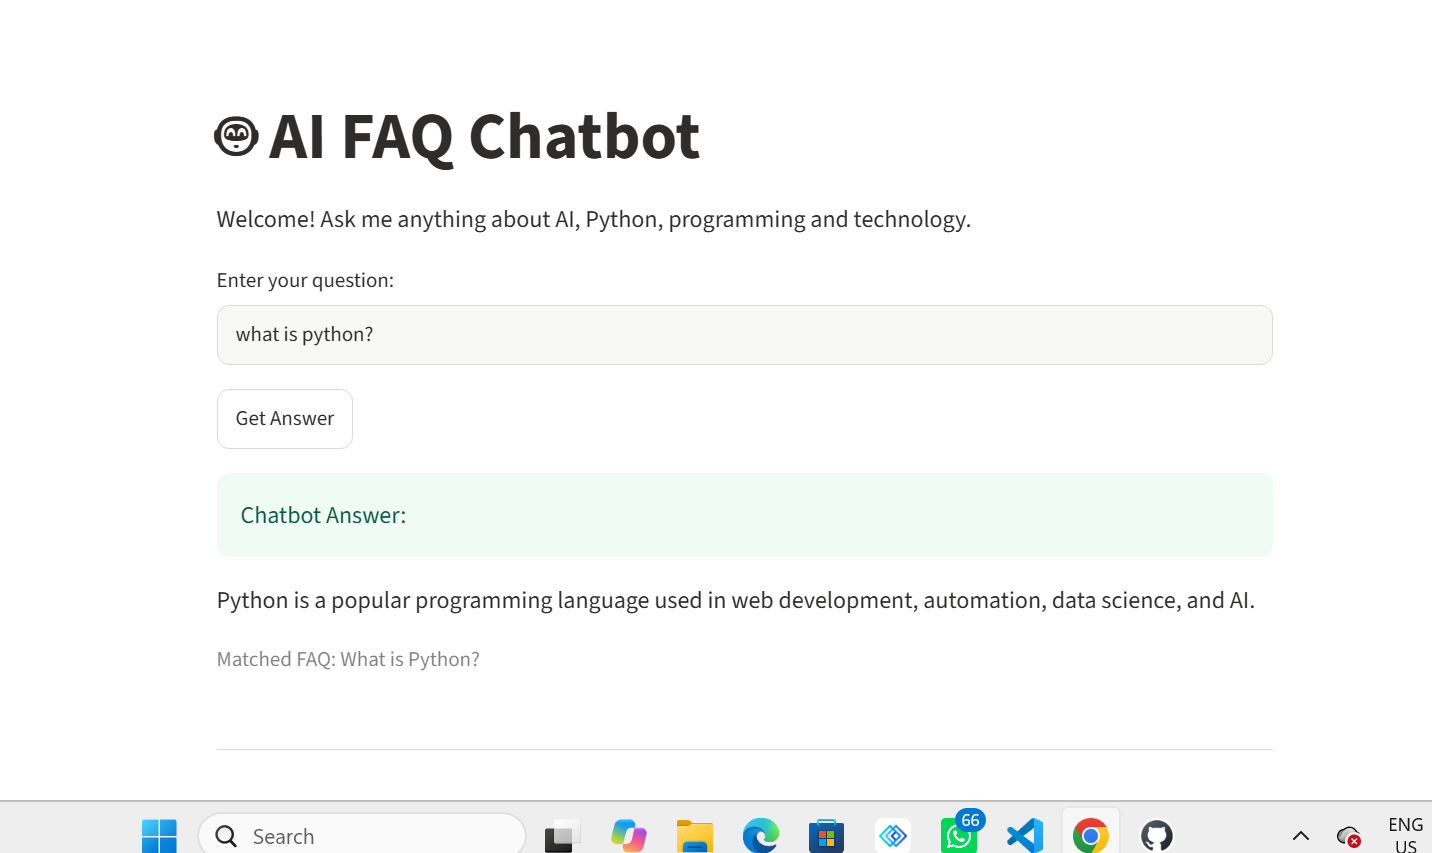 AI FAQ Chatbot
Welcome! Ask me anything about AI, Python, programming and technology.
Enter your question:
what is python?
Get Answer
Chatbot Answer:
Python is a popular programming language used in web development, automation, data science, and AI.
Matched FAQ: What is Python?
Search
66
ENG
US